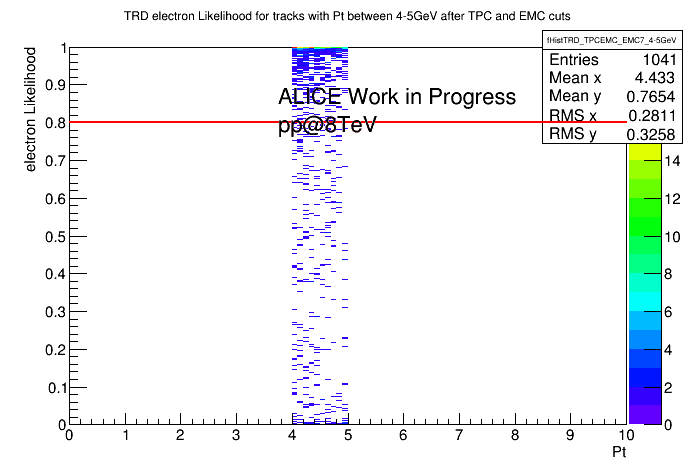 TRD electron Likelihood for tracks with Pt between 4-5GeV after TPC and EMC cuts
fHistTRD_TPCEMC_EMC7_4-5GeV
Entries 1041
Mean x 4.433
Mean y 0.7654
RMS x 0.2811
RMS y 0.3258
electron Likelihood
1
0.9
0.8
0.7
0.6
0.5
0.4
0.3
0.2
0.1
0
ALICE Work in Progress
pp@8TeV
14
12
10
8
6
4
2
0
0 1 2 3 4 5 6 7 8 9 10
Pt